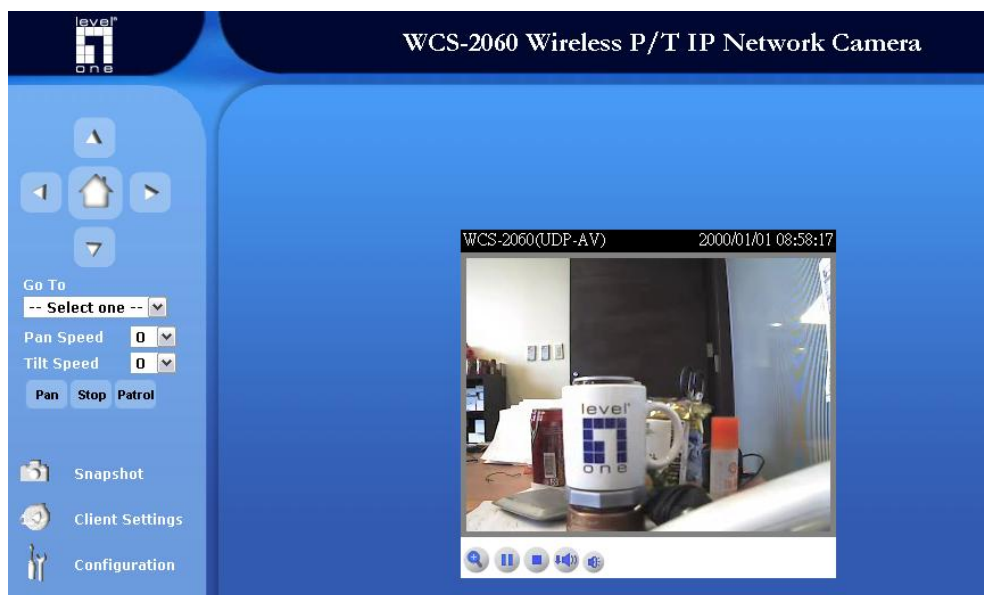 level
one
WCS-2060 Wireless P/T IP Network Camera
Go To
-- Select one --
Pan Speed 0
Tilt Speed 0
Pan Stop Patrol
Snapshot
Client Settings
Configuration
WCS-2060(UDP-AV) 2000/01/01 08:58:17
level
one